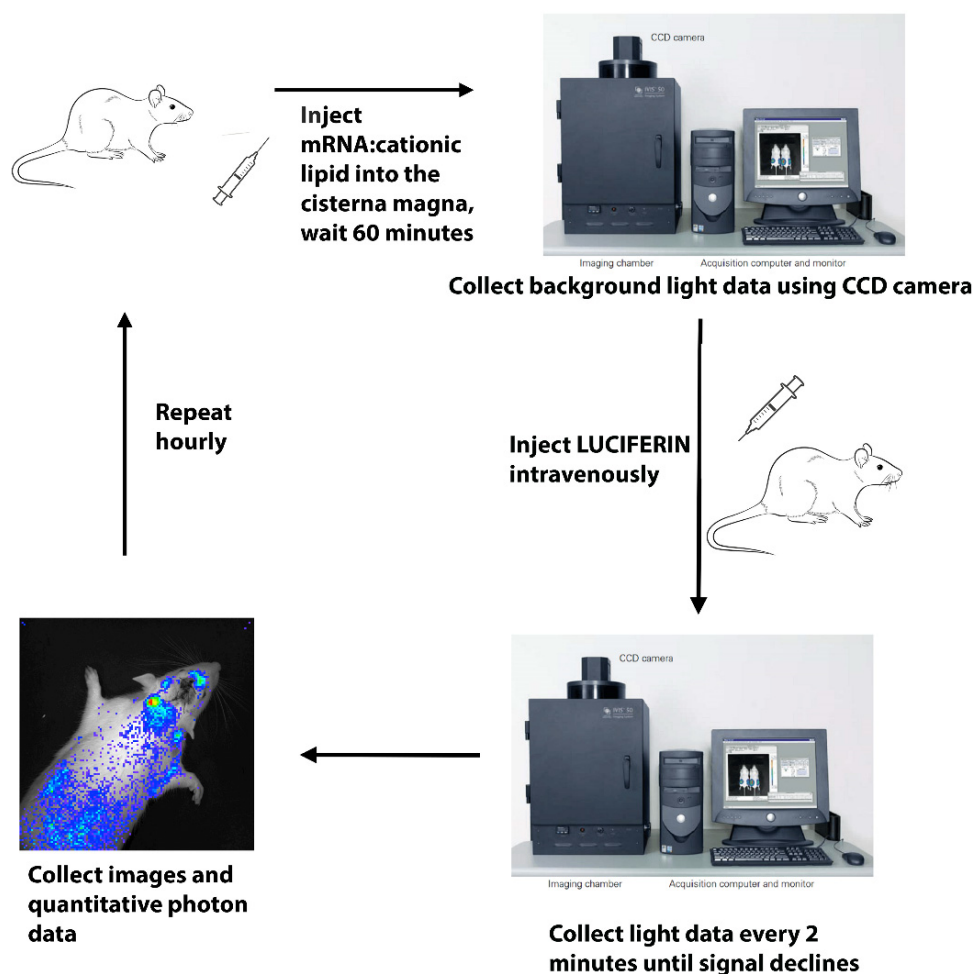 CCD camera
Inject
mRNA:cationic
lipid into the
cisterna magna,
wait 60 minutes
Imaging chamber
Acquisition computer and monitor
Collect background light data using CCD camera
Repeat
hourly
Inject LUCIFERIN
intravenously
CCD camera
Imaging chamber
Acquisition computer and monitor
Collect images and
quantitative photon
data
Collect light data every 2
minutes until signal declines